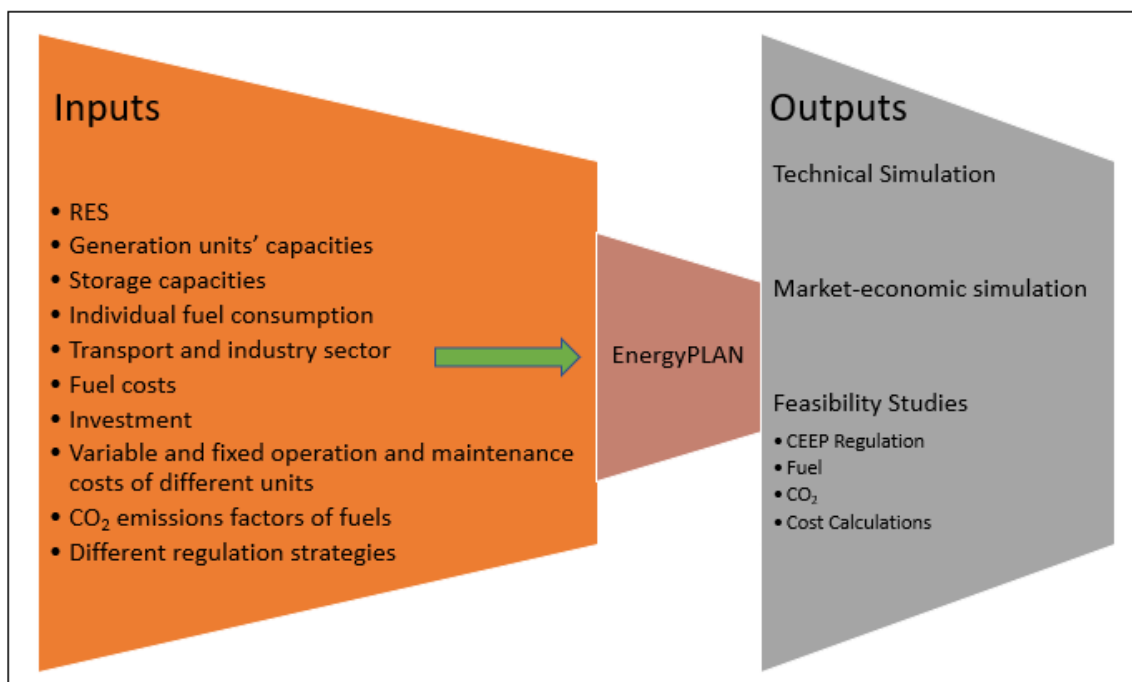 Inputs
• RES
• Generation units’ capacities
• Storage capacities
• Individual fuel consumption
• Transport and industry sector
• Fuel costs
• Investment
• Variable and fixed operation and maintenance
costs of different units
• CO₂ emissions factors of fuels
• Different regulation strategies
EnergyPLAN
Outputs
Technical Simulation
Market-economic simulation
Feasibility Studies
• CEEP Regulation
• Fuel
• CO₂
• Cost Calculations